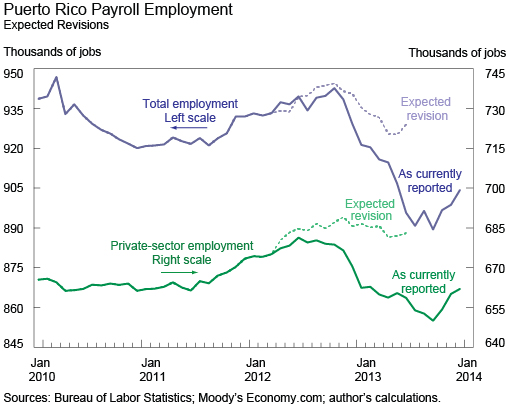 Puerto Rico Payroll Employment
Expected Revisions
Thousands of jobs
Thousands of jobs
950
745
935
730
920
715
905
700
890
685
875
670
860
655
845
640
Total employment
Left scale
Expected
revision
As currently
reported
Expected
revision
Private-sector employment
Right scale
As currently
reported
Jan
2010
Jan
2011
Jan
2012
Jan
2013
Jan
2014
Sources: Bureau of Labor Statistics; Moody's Economy.com; author's calculations.